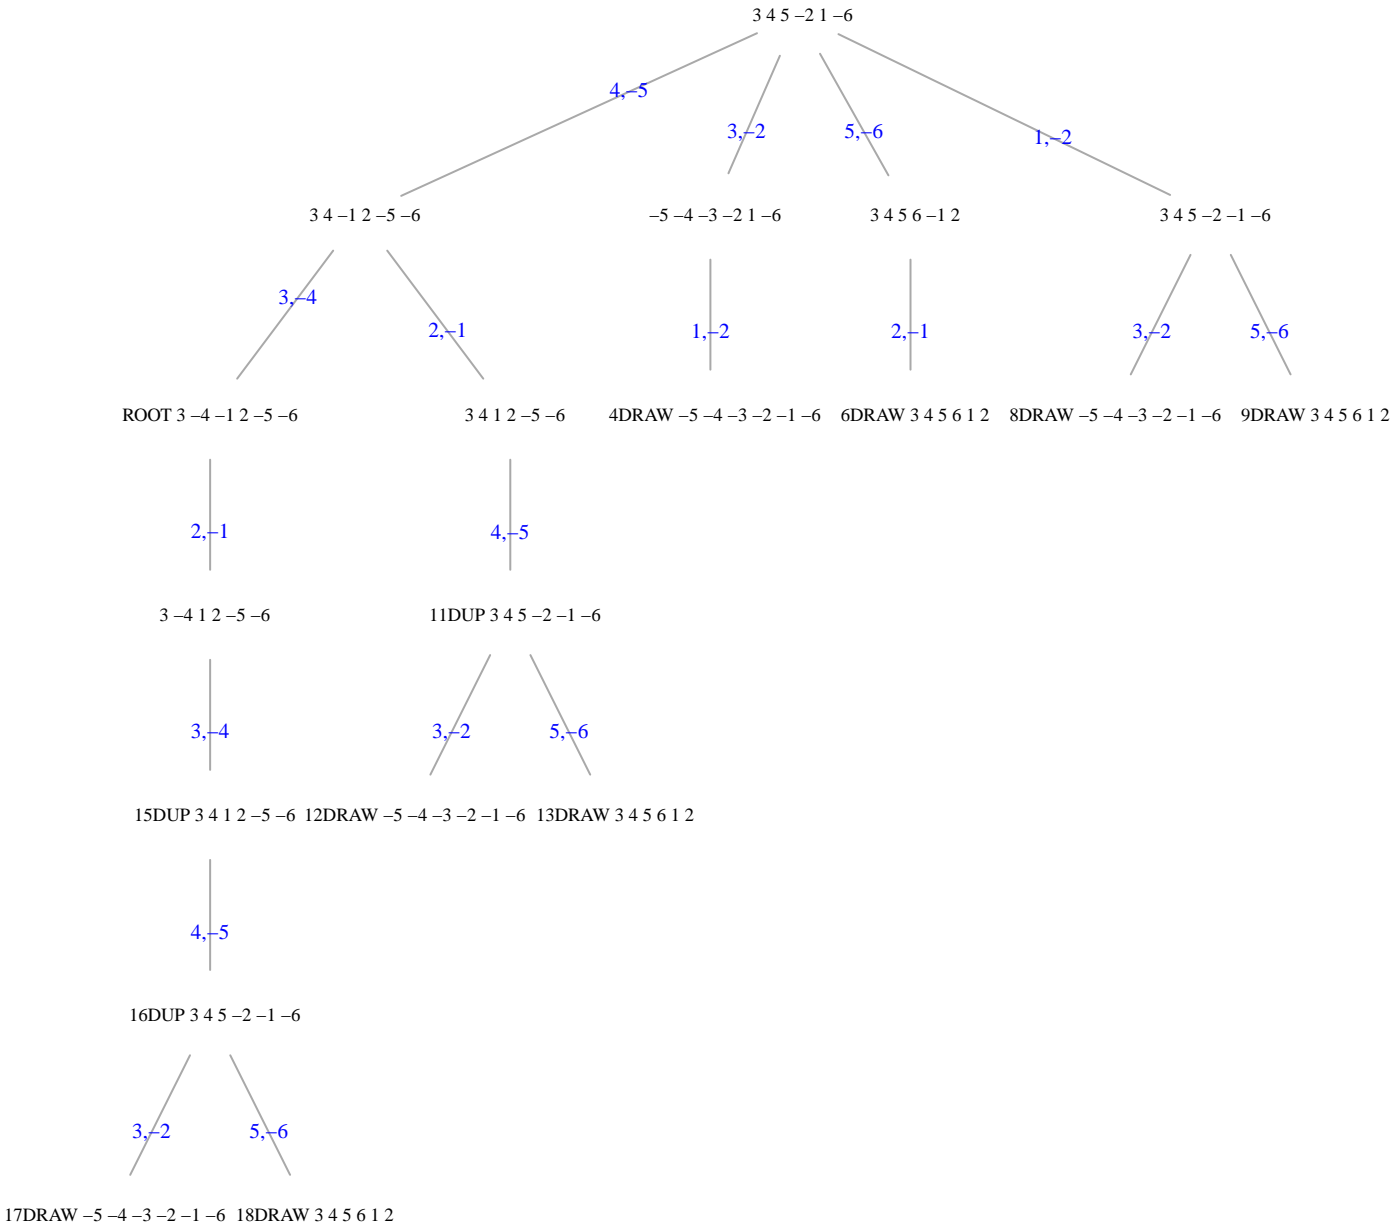 3 4 5 –2 1 –6
4,–5
3,–2
5,–6
1,–2
3 4 –1 2 –5 –6
–5 –4 –3 –2 1 –6
3 4 5 6 –1 2
3 4 5 –2 –1 –6
3,–4
2,–1
1,–2
2,–1
3,–2
5,–6
ROOT 3 –4 –1 2 –5 –6
3 4 1 2 –5 –6
4DRAW –5 –4 –3 –2 –1 –6
6DRAW 3 4 5 6 1 2
8DRAW –5 –4 –3 –2 –1 –6
9DRAW 3 4 5 6 1 2
2,–1
4,–5
3 –4 1 2 –5 –6
11DUP 3 4 5 –2 –1 –6
3,–4
3,–2
5,–6
15DUP 3 4 1 2 –5 –6
12DRAW –5 –4 –3 –2 –1 –6
13DRAW 3 4 5 6 1 2
4,–5
16DUP 3 4 5 –2 –1 –6
3,–2
5,–6
17DRAW –5 –4 –3 –2 –1 –6
18DRAW 3 4 5 6 1 2